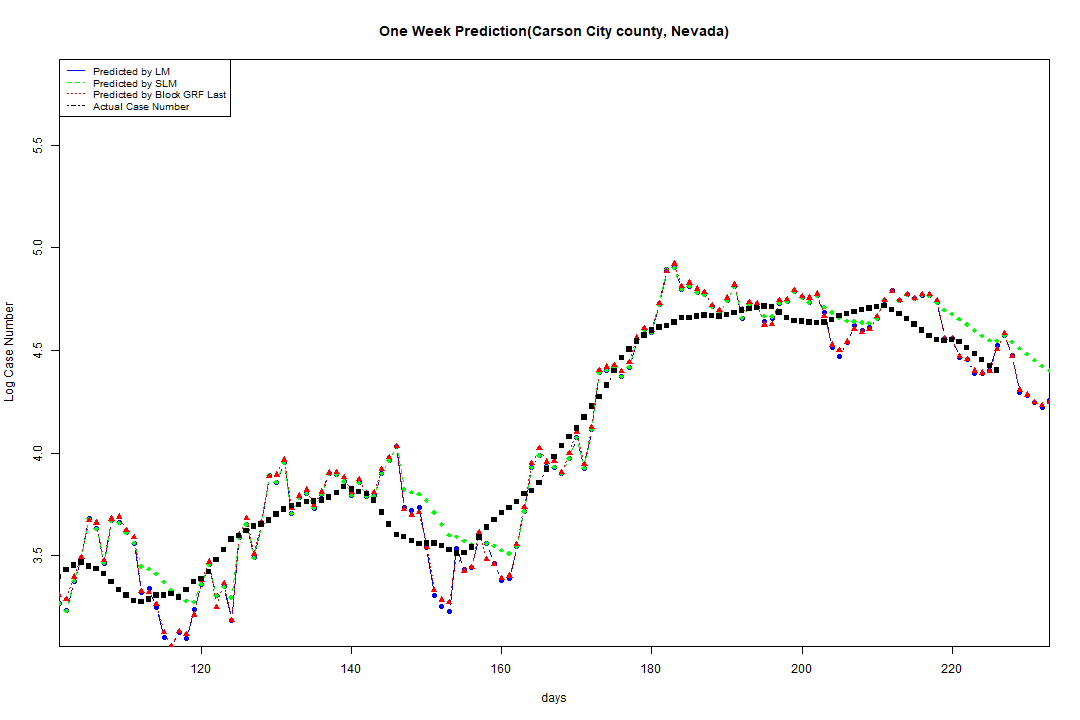 One Week Prediction(Carson City county, Nevada)
Predicted by LM
Predicted by SLM
Predicted by Block GRF Last
Actual Case Number
5.5
5.0
4.5
4.0
3.5
Log Case Number
120 140 160 180 200 220
days